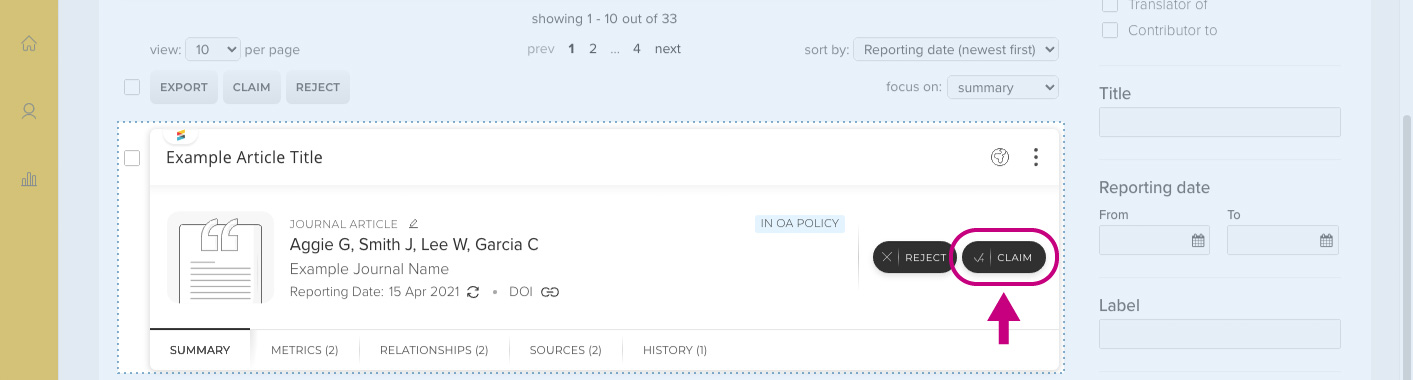 showing 1 - 10 out of 33
view: 10 per page
prev 1 2 ... 4 next
sort by: Reporting date (newest first)
EXPORT CLAIM REJECT
focus on: summary
Example Article Title
JOURNAL ARTICLE
IN OA POLICY
Aggie G, Smith J, Lee W, Garcia C
Example Journal Name
Reporting Date: 15 Apr 2021 • DOI
REJECT CLAIM
SUMMARY METRICS (2) RELATIONSHIPS (2) SOURCES (2) HISTORY (1)
Translator of
Contributor to
Title
Reporting date
From To
Label